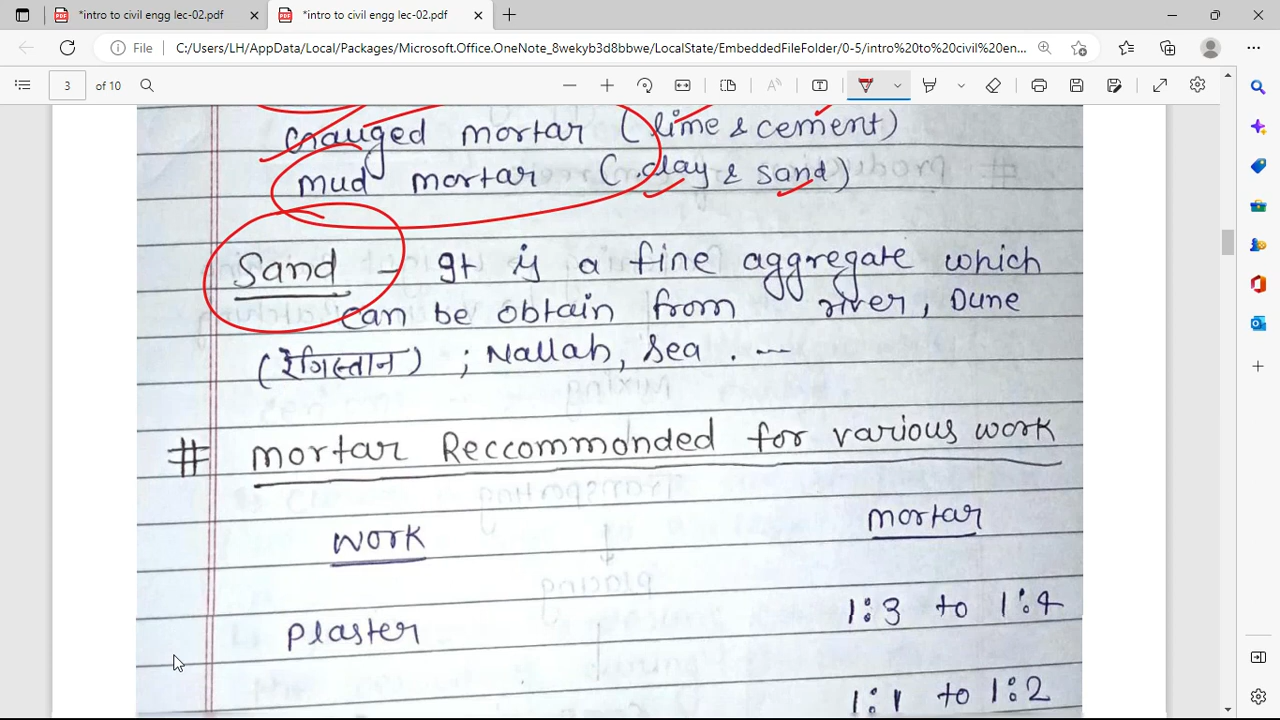 *intro to civil engg lec-02.pdf
*intro to civil engg lec-02.pdf
File
C:/Users/LH/AppData/Local/Packages/Microsoft.Office.OneNote_8wekyb3d8bbwe/LocalState/EmbeddedFileFolder/0-5/intro%20to%20civil%20en...
3 of 10
changed mortar (lime & cement)
mud mortar (clay & sand)
Sand - It is a fine aggregate which
can be obtain from river, Dune
(रेगिस्तान) ; Nallah, Sea . --
# mortar Reccommonded for various work
work mortar
Plaster 1:3 to 1:4
1:1 to 1:2